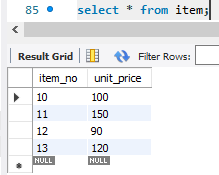 85 select * from item;
Result Grid Filter Rows:
item_no unit_price
10 100
11 150
12 90
13 120
NULL NULL